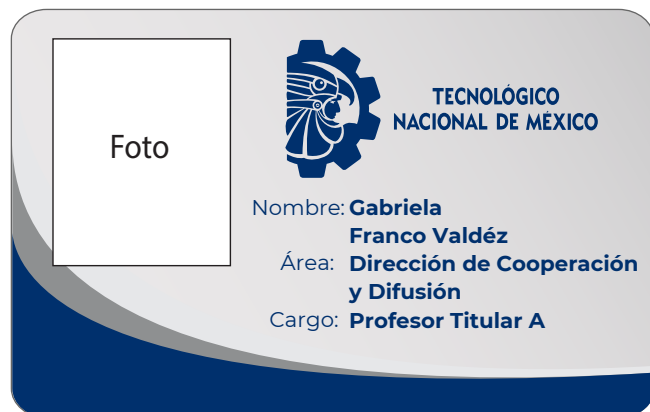 Foto
TECNOLÓGICO
NACIONAL DE MÉXICO
Nombre: Gabriela
Franco Valdéz
Área: Dirección de Cooperación
y Difusión
Cargo: Profesor Titular A